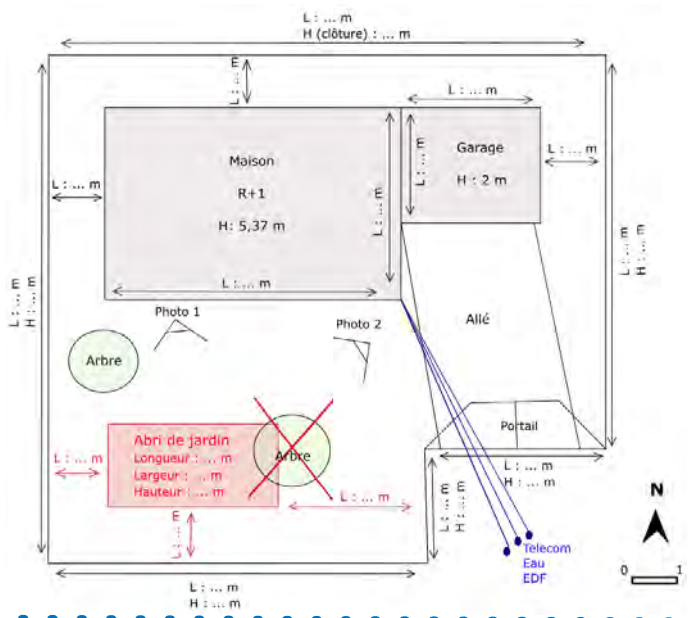 L : ... m
H (clôture) : ... m
L : ... m
L : ... m
Maison
R+1
H: 5,37 m
L : ... m
L : ... m
Garage
H : 2 m
L : ... m
L : ... m
L : ... m
L : ... m
H : ... m
L : ... m
H : ... m
L : ... m
Photo 1
Photo 2
Allé
Arbre
Portail
Abri de jardin
Longueur : ... m
Largeur : ... m
Hauteur : ... m
Arbre
L : ... m
L : ... m
L : ... m
L : ... m
H : ... m
L : ... m
H : ... m
Telecom
Eau
EDF
N
0 1
L : ... m
H : ... m